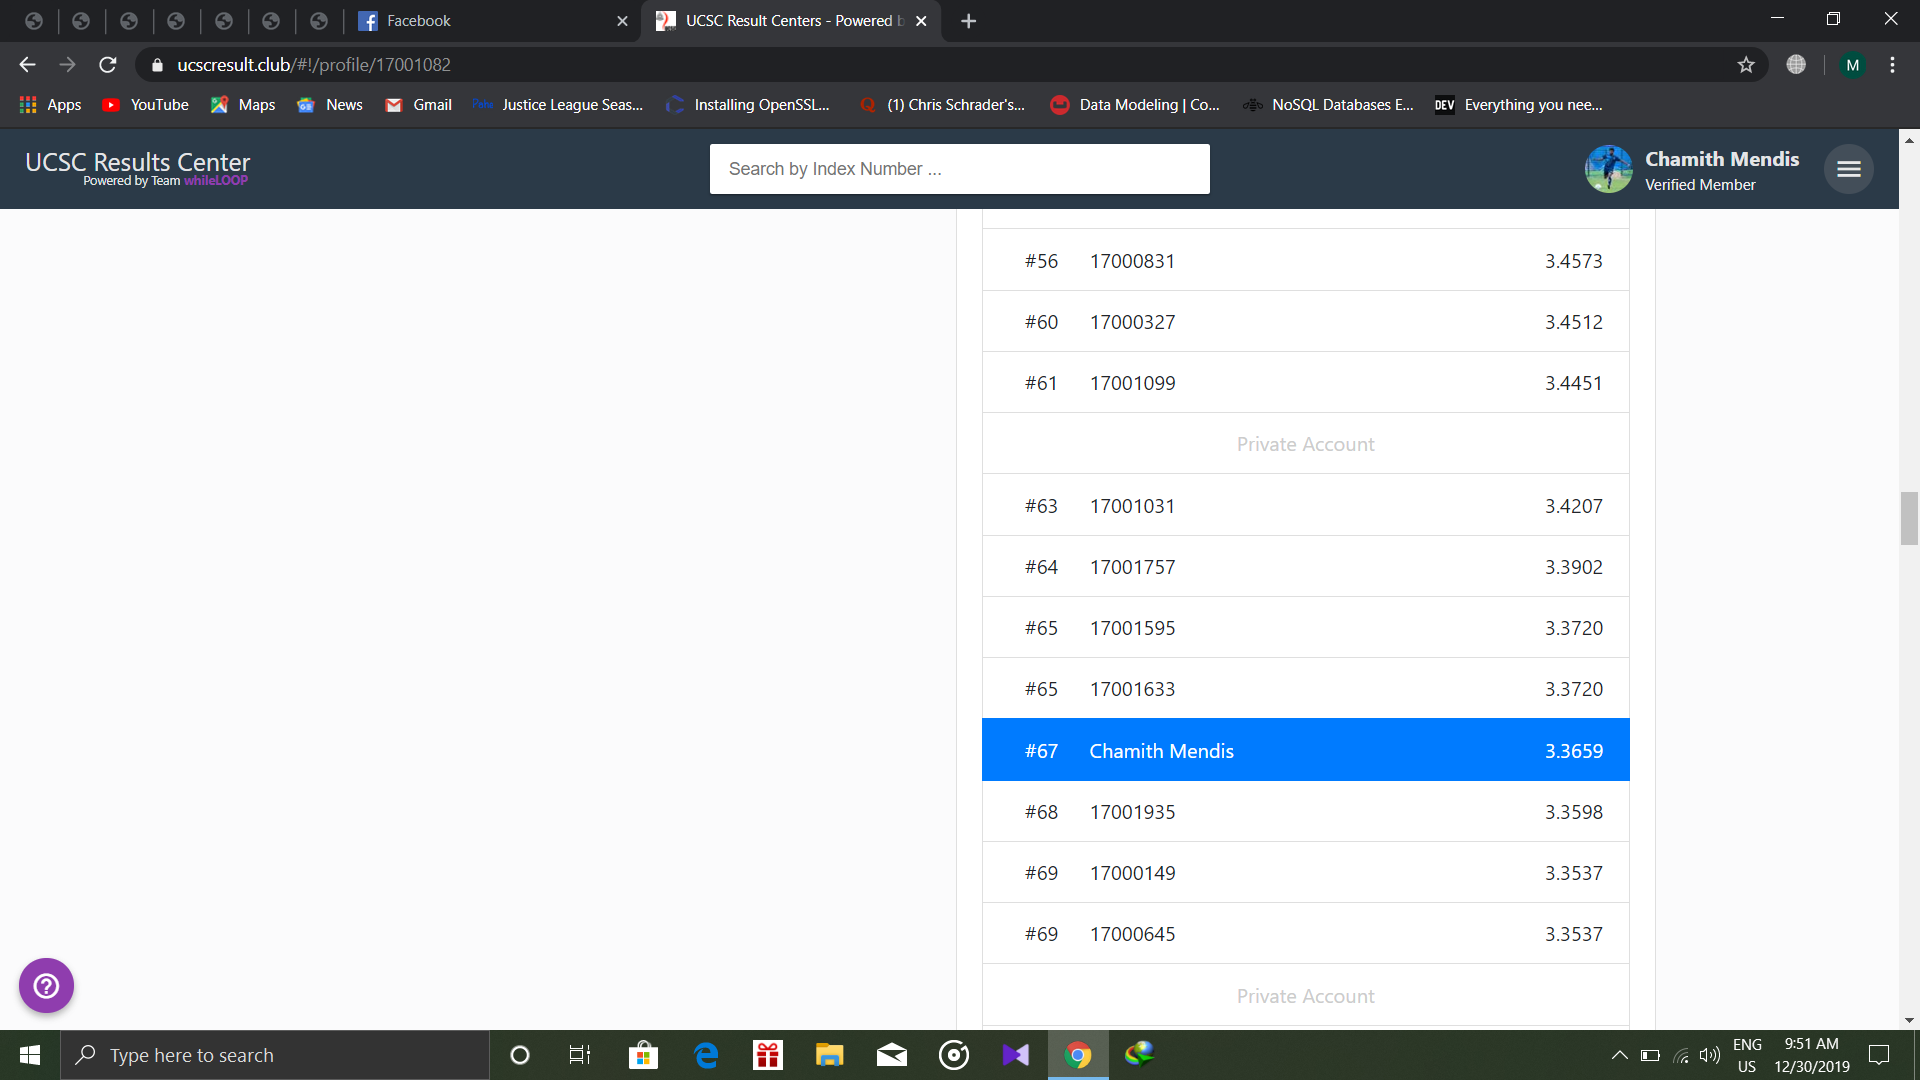 Facebook
UCSC Result Centers - Powered b
ucscresult.club/#!/profile/17001082
M
Apps
YouTube
Maps
News
Gmail
Justice League Seas...
Installing OpenSSL...
(1) Chris Schrader's...
Data Modeling | Co...
NoSQL Databases E...
DEV Everything you nee...
UCSC Results Center
Powered by Team whileLOOP
Search by Index Number ...
Chamith Mendis
Verified Member
#56 17000831 3.4573
#60 17000327 3.4512
#61 17001099 3.4451
Private Account
#63 17001031 3.4207
#64 17001757 3.3902
#65 17001595 3.3720
#65 17001633 3.3720
#67 Chamith Mendis 3.3659
#68 17001935 3.3598
#69 17000149 3.3537
#69 17000645 3.3537
Private Account
Type here to search
ENG
US
9:51 AM
12/30/2019